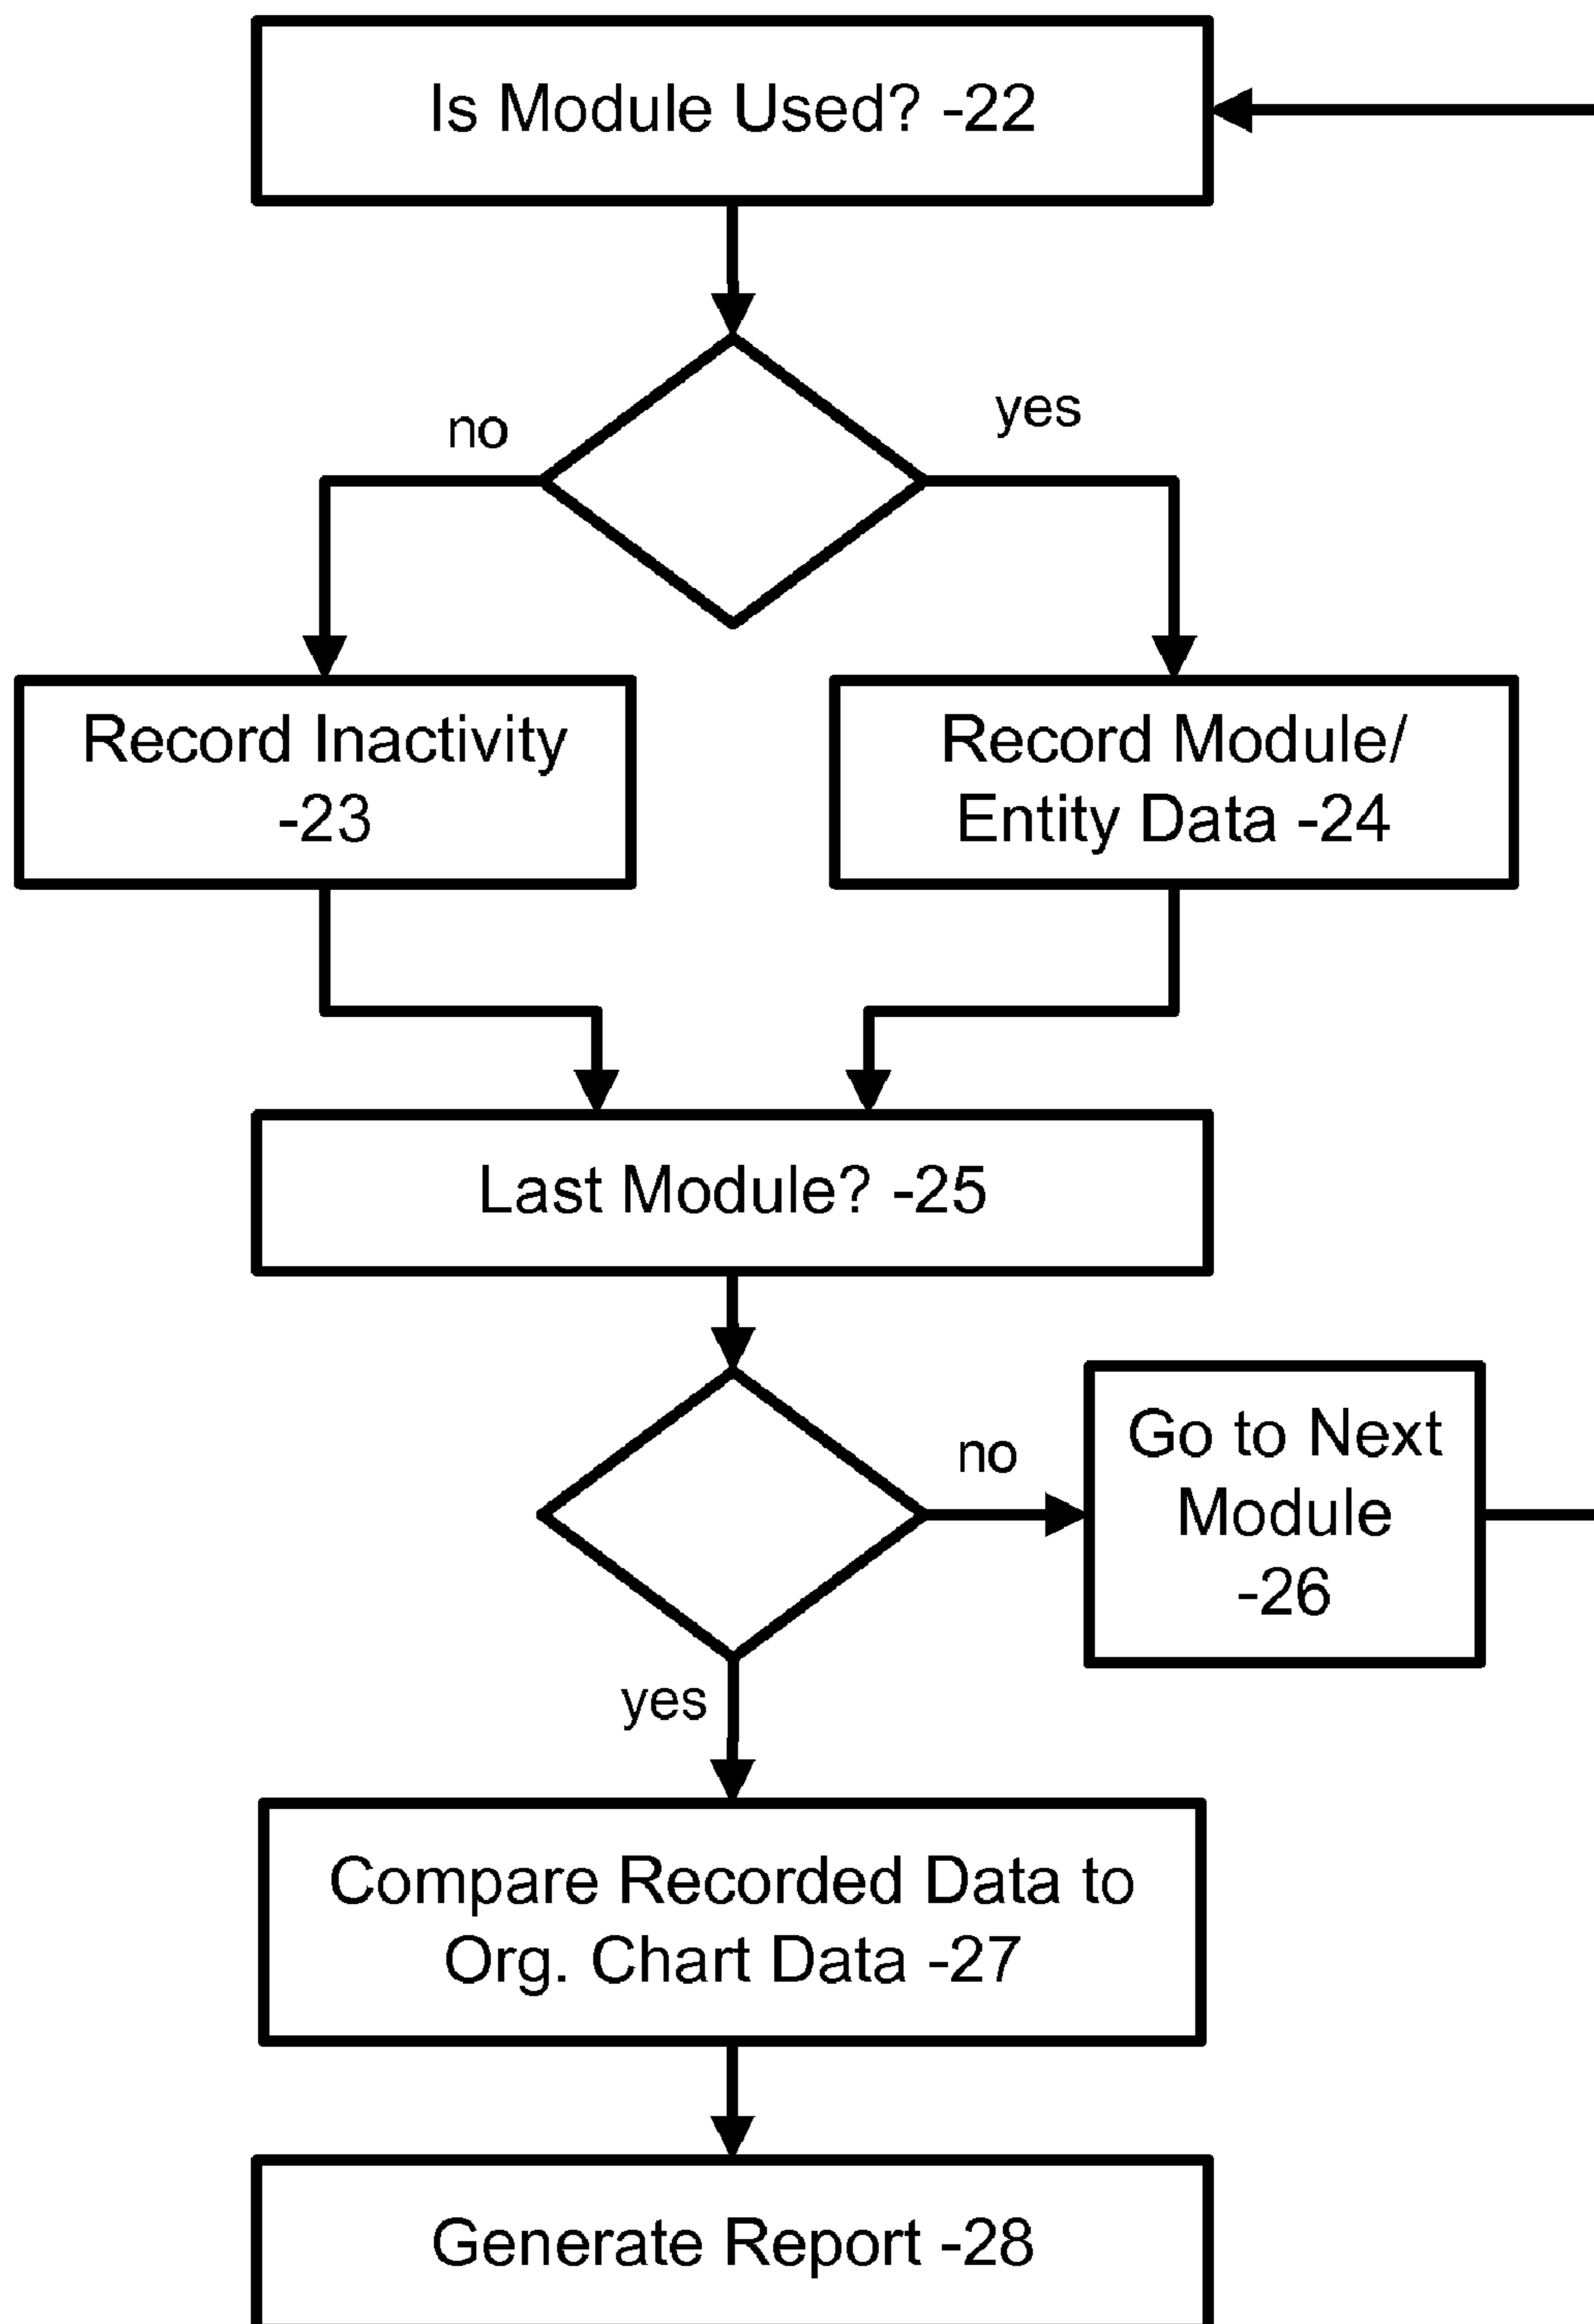 Is Module Used? -22
no
yes
Record Inactivity
-23
Record Module/
Entity Data -24
Last Module? -25
no
Go to Next
Module
-26
yes
Compare Recorded Data to
Org. Chart Data -27
Generate Report -28